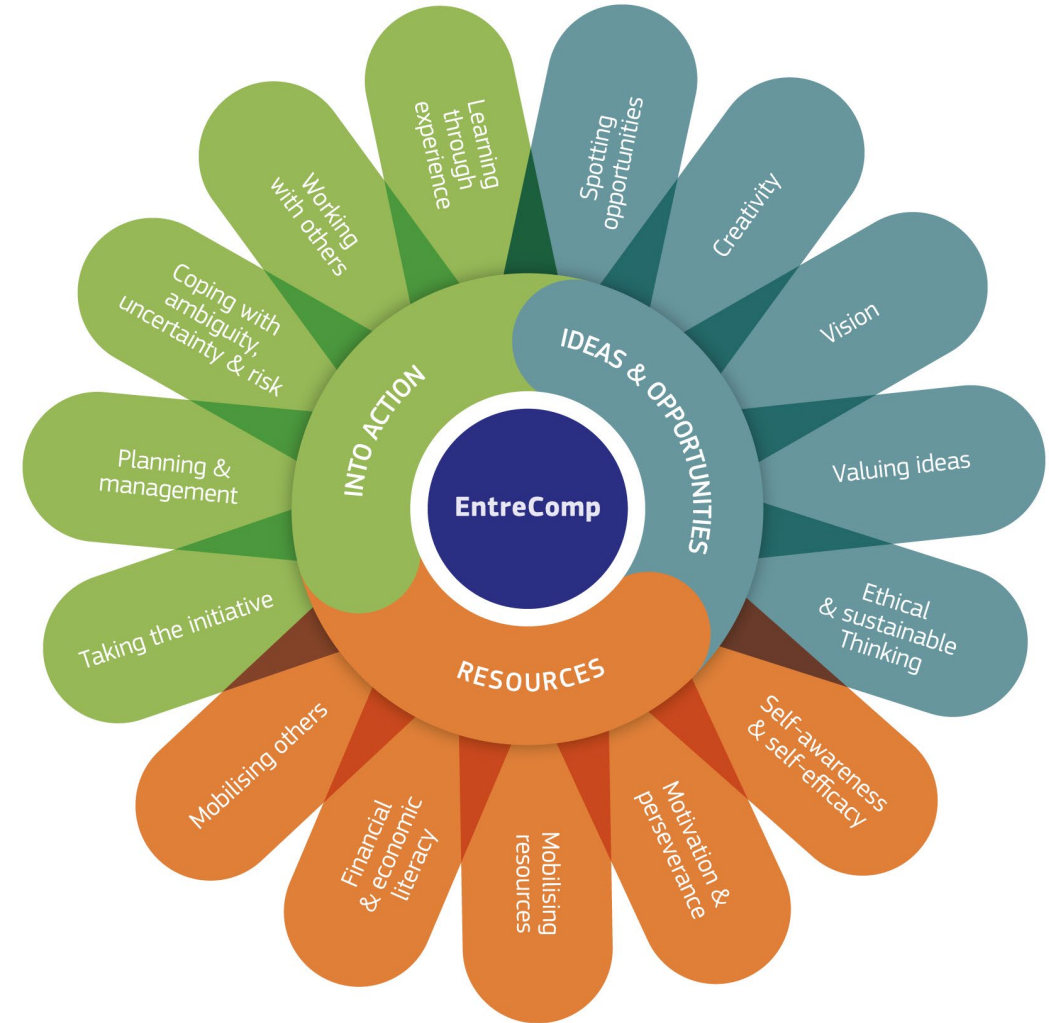 EntreComp
IDEAS & OPPORTUNITIES
Spotting
opportunities
Creativity
Vision
Valuing ideas
Ethical
& sustainable
Thinking
RESOURCES
Self-awareness
& self-efficacy
Motivation &
perseverance
Mobilising
resources
Financial
& economic
literacy
Mobilising others
INTO ACTION
Taking the initiative
Planning &
management
Coping with
ambiguity,
uncertainty & risk
Working
with others
Learning
through
experience